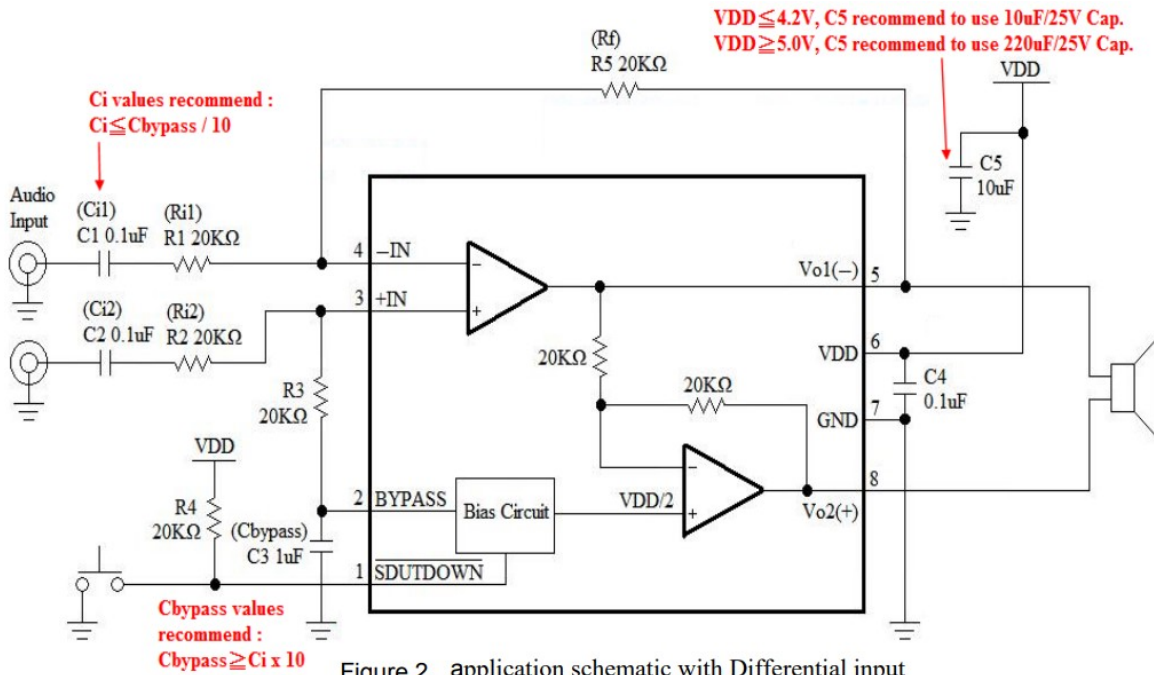 VDD≦4.2V, C5 recommend to use 10uF/25V Cap.
VDD≧5.0V, C5 recommend to use 220uF/25V Cap.
(Rf)
R5 20KΩ
VDD
Ci values recommend :
Ci≦Cbypass / 10
C5
10uF
Audio
Input
(Ci1)
C1 0.1uF
(Ri1)
R1 20KΩ
4
–IN
–
Vo1(–)
5
3
+IN
+
(Ci2)
C2 0.1uF
(Ri2)
R2 20KΩ
20KΩ
VDD
6
R3
20KΩ
20KΩ
C4
0.1uF
GND
7
VDD
–
8
R4
20KΩ
2
BYPASS
Bias Circuit
VDD/2
+
Vo2(+)
(Cbypass)
C3 1uF
1
SDUTDOWN
Cbypass values
recommend :
Cbypass≧Ci x 10
Figure 2 application schematic with Differential input